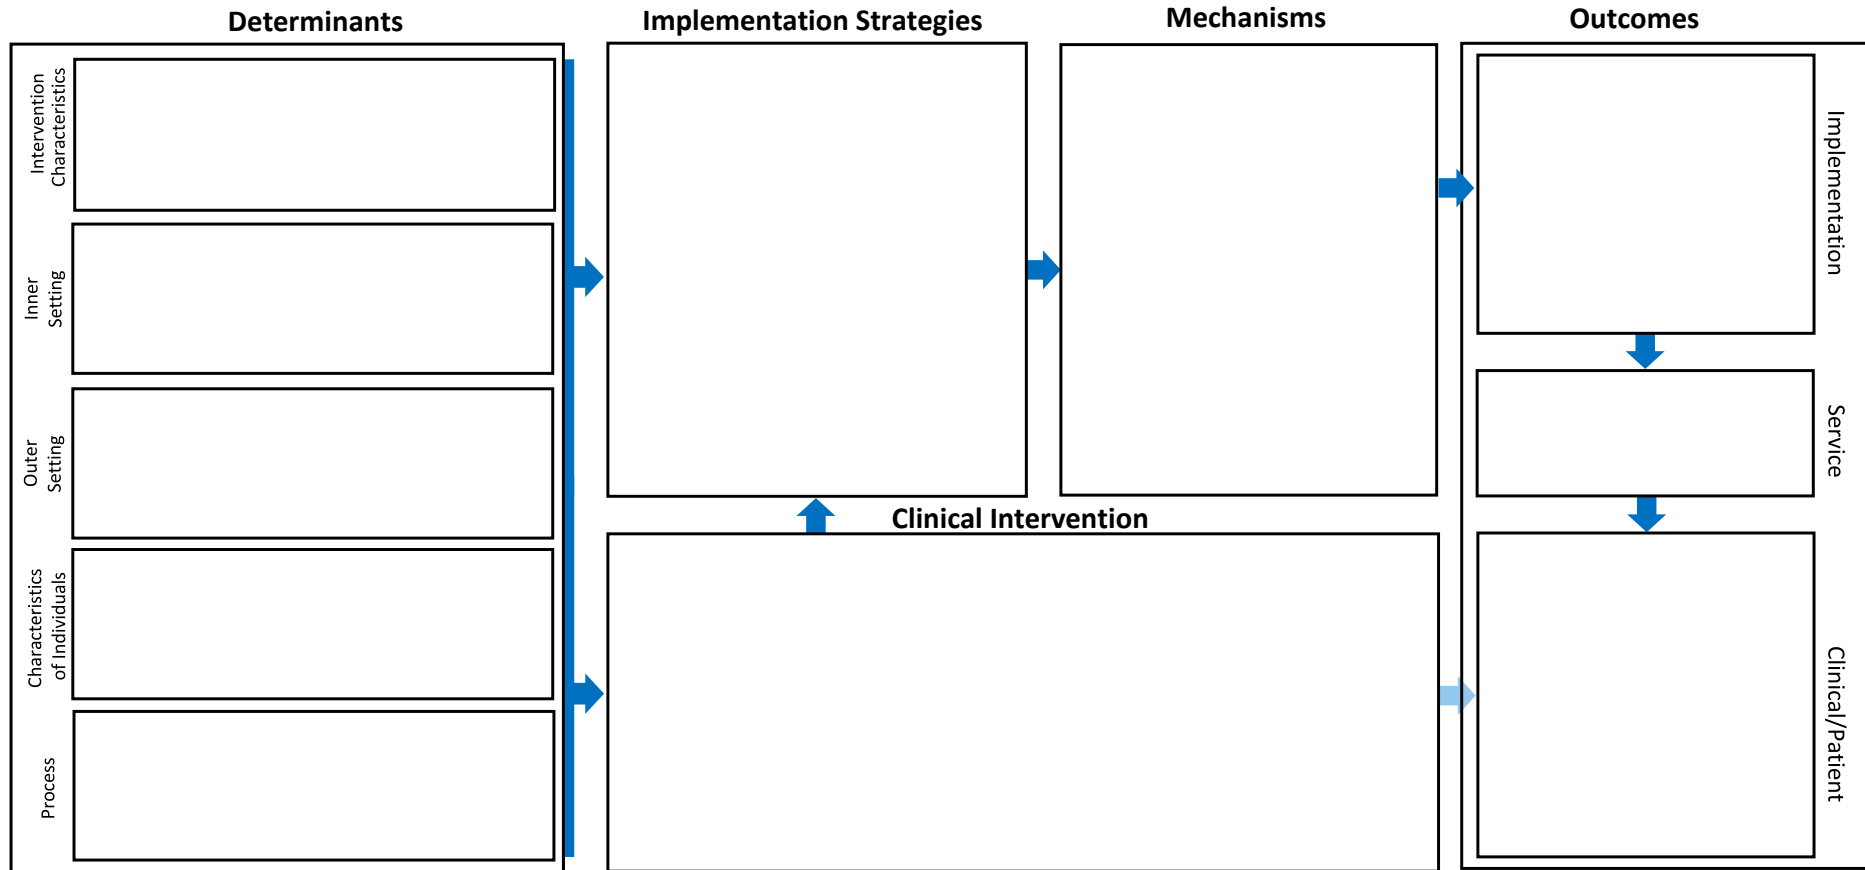 Determinants
Implementation Strategies
Mechanisms
Outcomes
Intervention
Characteristics
Inner
Setting
Outer
Setting
Characteristics
of Individuals
Process
Clinical Intervention
Implementation
Service
Clinical/Patient